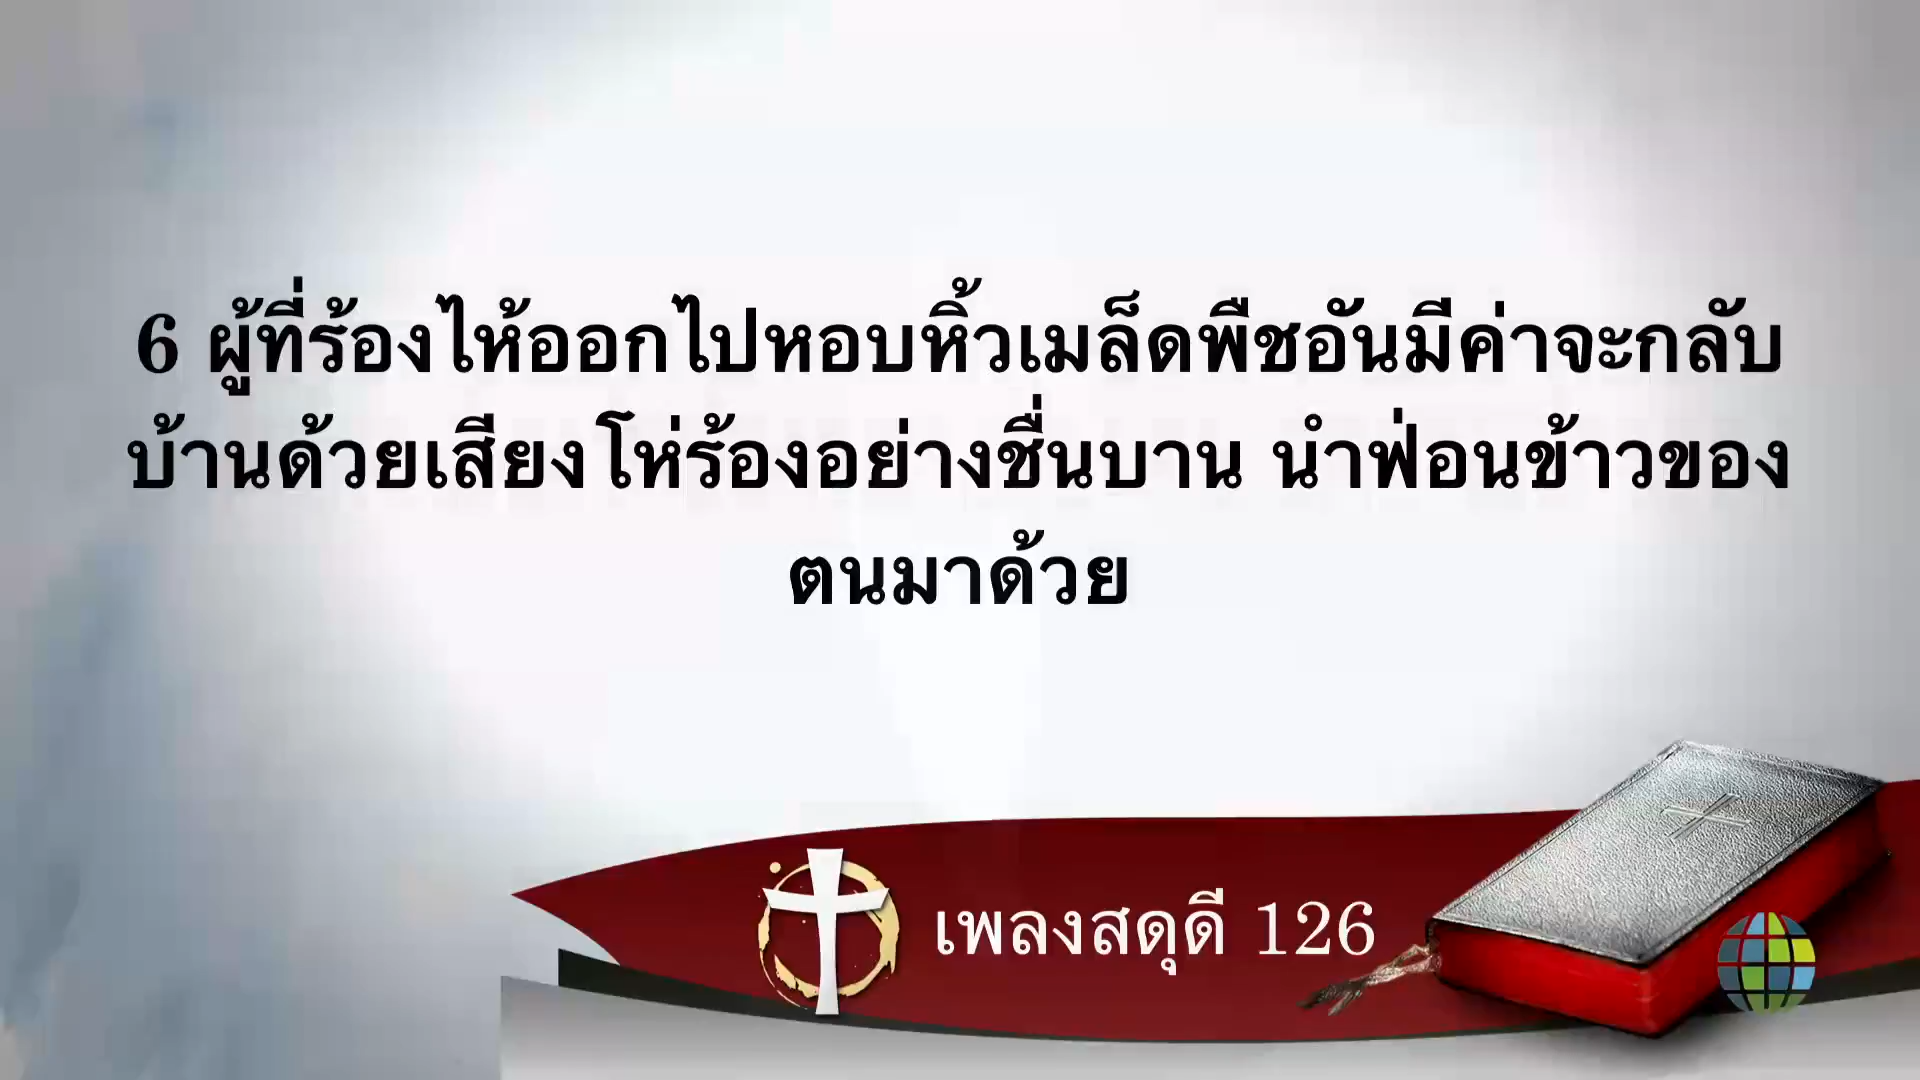 6 ผู้ที่ร้องไห้ออกไปหอบหิ้วเมล็ดพืชอันมีค่าจะกลับ
บ้านด้วยเสียงโห่ร้องอย่างชื่นบาน นำฟ่อนข้าวของ
ตนมาด้วย
เพลงสดุดี 126